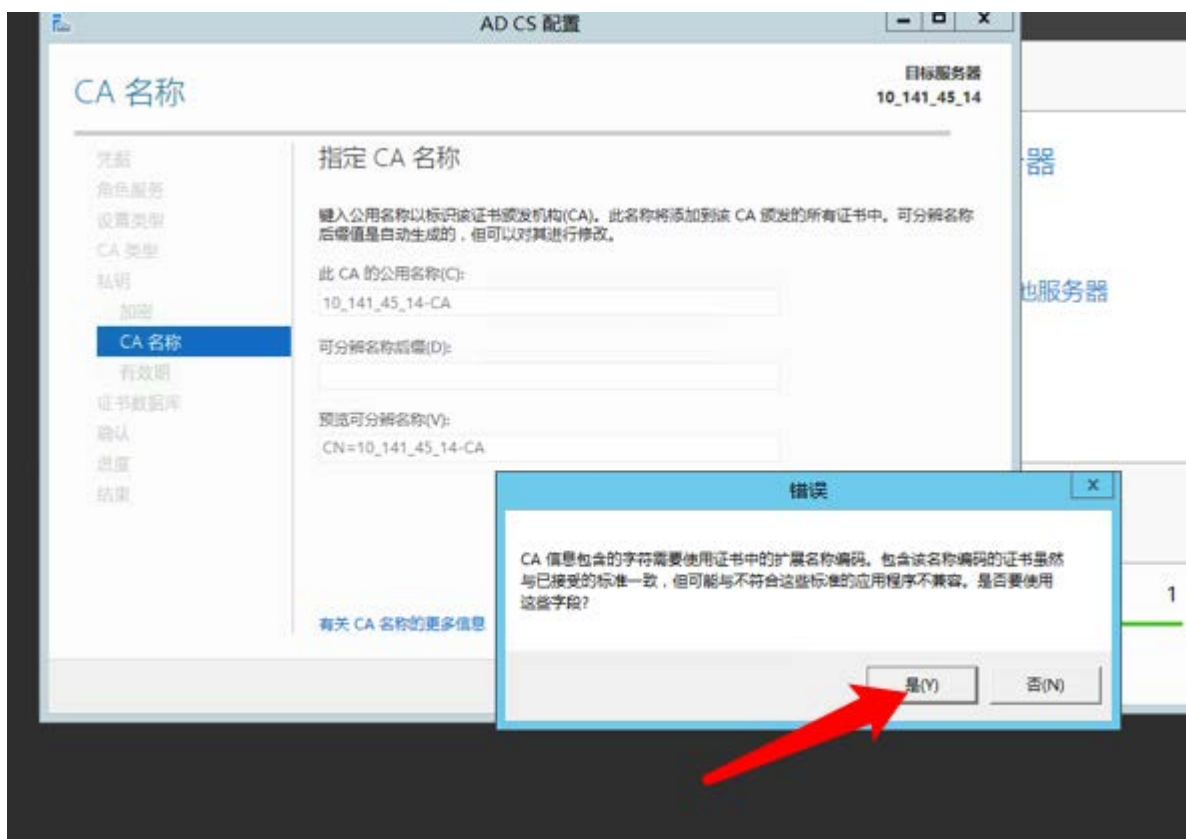 AD CS 配置
CA 名称
目标服务器
10_141_45_14
凭据
角色服务
设置类型
CA 类型
私钥
加密
CA 名称
有效期
证书数据库
确认
进度
结果
指定 CA 名称
键入公用名称以标识该证书颁发机构(CA)。此名称将添加到该 CA 颁发的所有证书中。可分辨名称
后缀值是自动生成的，但可以对其进行修改。
此 CA 的公用名称(C):
10_141_45_14-CA
可分辨名称后缀(D):
预览可分辨名称(V):
CN=10_141_45_14-CA
有关 CA 名称的更多信息
错误
CA 信息包含的字符需要使用证书中的扩展名称编码。包含该名称编码的证书虽然
与已接受的标准一致，但可能与不符合这些标准的应用程序不兼容。是否要使用
这些字段?
是(Y)
否(N)
器
他服务器
1